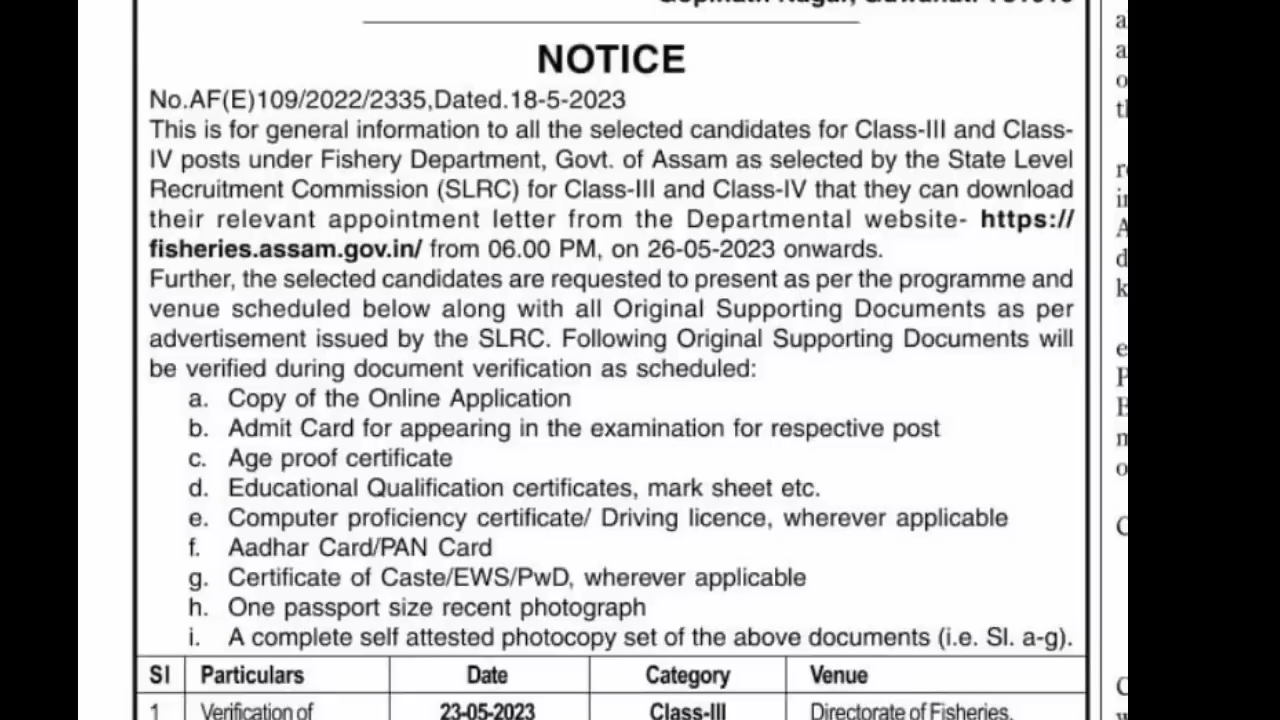 Gopinath Nagar, Guwahati-781016
NOTICE
No.AF(E)109/2022/2335,Dated.18-5-2023
This is for general information to all the selected candidates for Class-III and Class-
IV posts under Fishery Department, Govt. of Assam as selected by the State Level
Recruitment Commission (SLRC) for Class-III and Class-IV that they can download
their relevant appointment letter from the Departmental website- https://
fisheries.assam.gov.in/ from 06.00 PM, on 26-05-2023 onwards.
Further, the selected candidates are requested to present as per the programme and
venue scheduled below along with all Original Supporting Documents as per
advertisement issued by the SLRC. Following Original Supporting Documents will
be verified during document verification as scheduled:
a. Copy of the Online Application
b. Admit Card for appearing in the examination for respective post
c. Age proof certificate
d. Educational Qualification certificates, mark sheet etc.
e. Computer proficiency certificate/ Driving licence, wherever applicable
f. Aadhar Card/PAN Card
g. Certificate of Caste/EWS/PwD, wherever applicable
h. One passport size recent photograph
i. A complete self attested photocopy set of the above documents (i.e. Sl. a-g).
Sl Particulars Date Category Venue
1 Verification of 23-05-2023 Class-III Directorate of Fisheries,